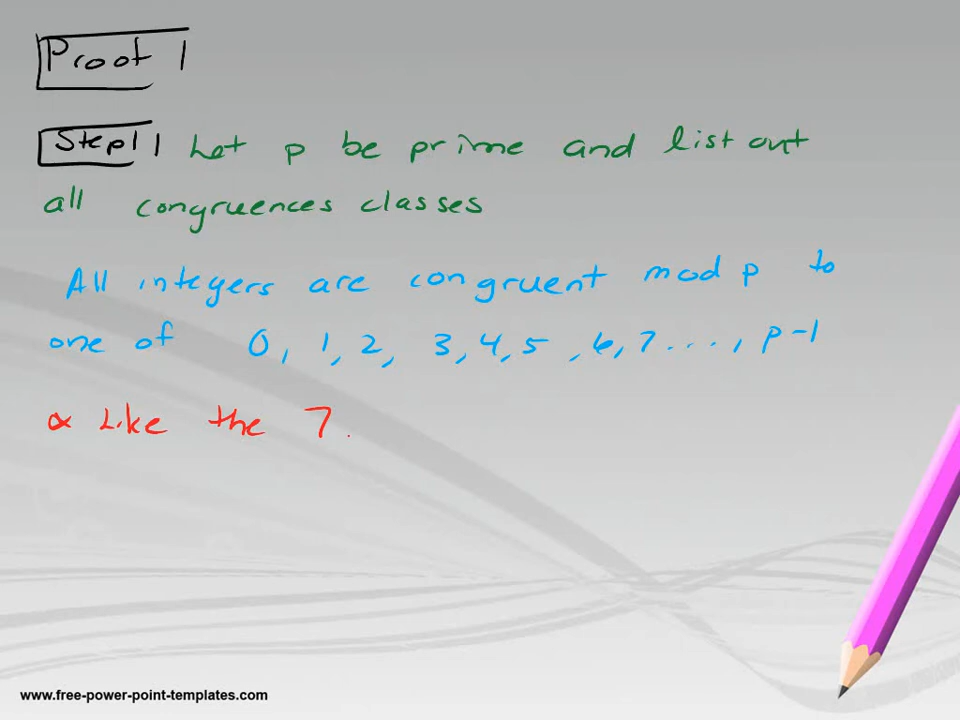 Proof 1
Step 1 Let p be prime and list out
all congruences classes
All integers are congruent mod p to
one of 0, 1, 2, 3, 4, 5, 6, 7 ..., p-1
∝ Like the 7.
www.free-power-point-templates.com